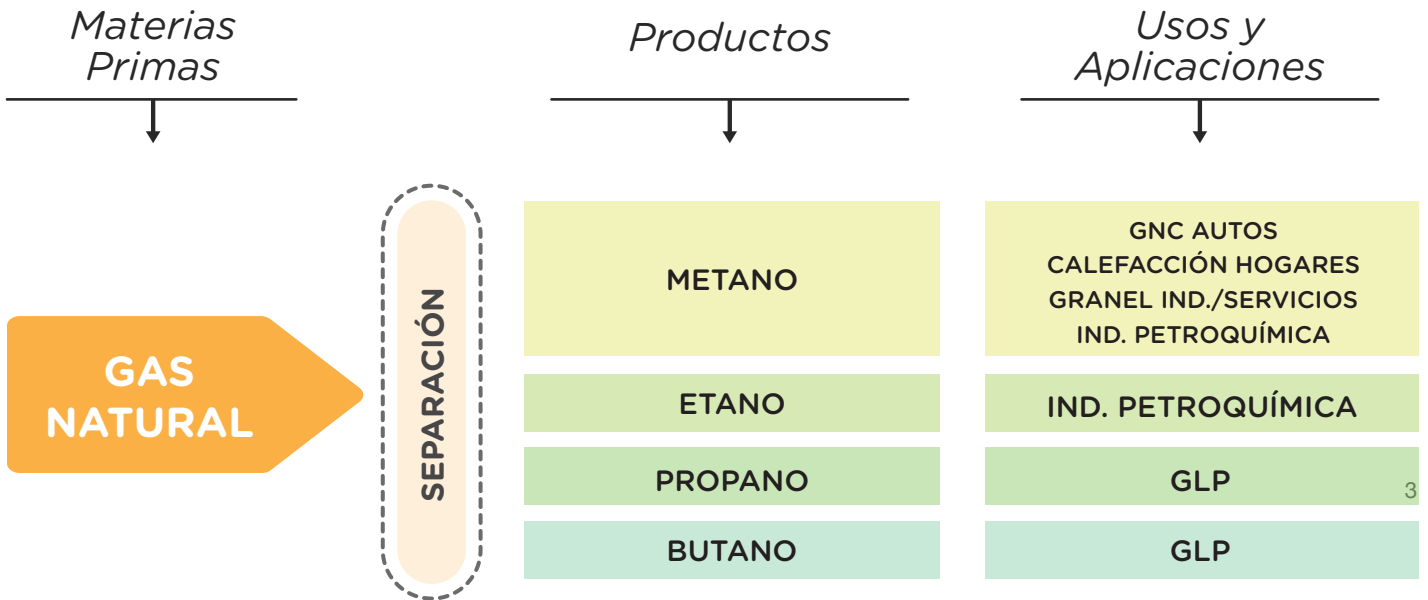 Materias
Primas
Productos
Usos y
Aplicaciones
GAS
NATURAL
SEPARACIÓN
METANO
GNC AUTOS
CALEFACCIÓN HOGARES
GRANEL IND./SERVICIOS
IND. PETROQUÍMICA
ETANO
IND. PETROQUÍMICA
PROPANO
GLP
3
BUTANO
GLP